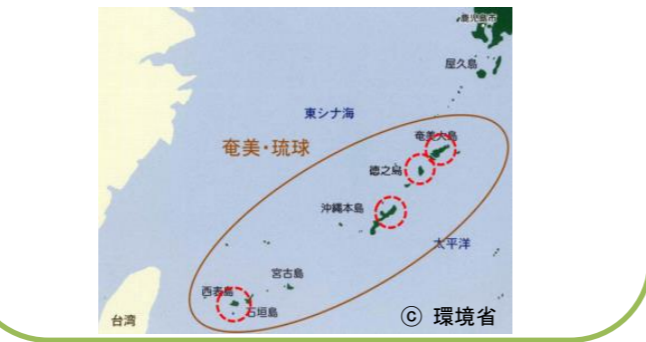 鹿児島市
屋久島
東シナ海
奄美大島
奄美・琉球
徳之島
沖縄本島
太平洋
宮古島
西表島
石垣島
台湾
© 環境省